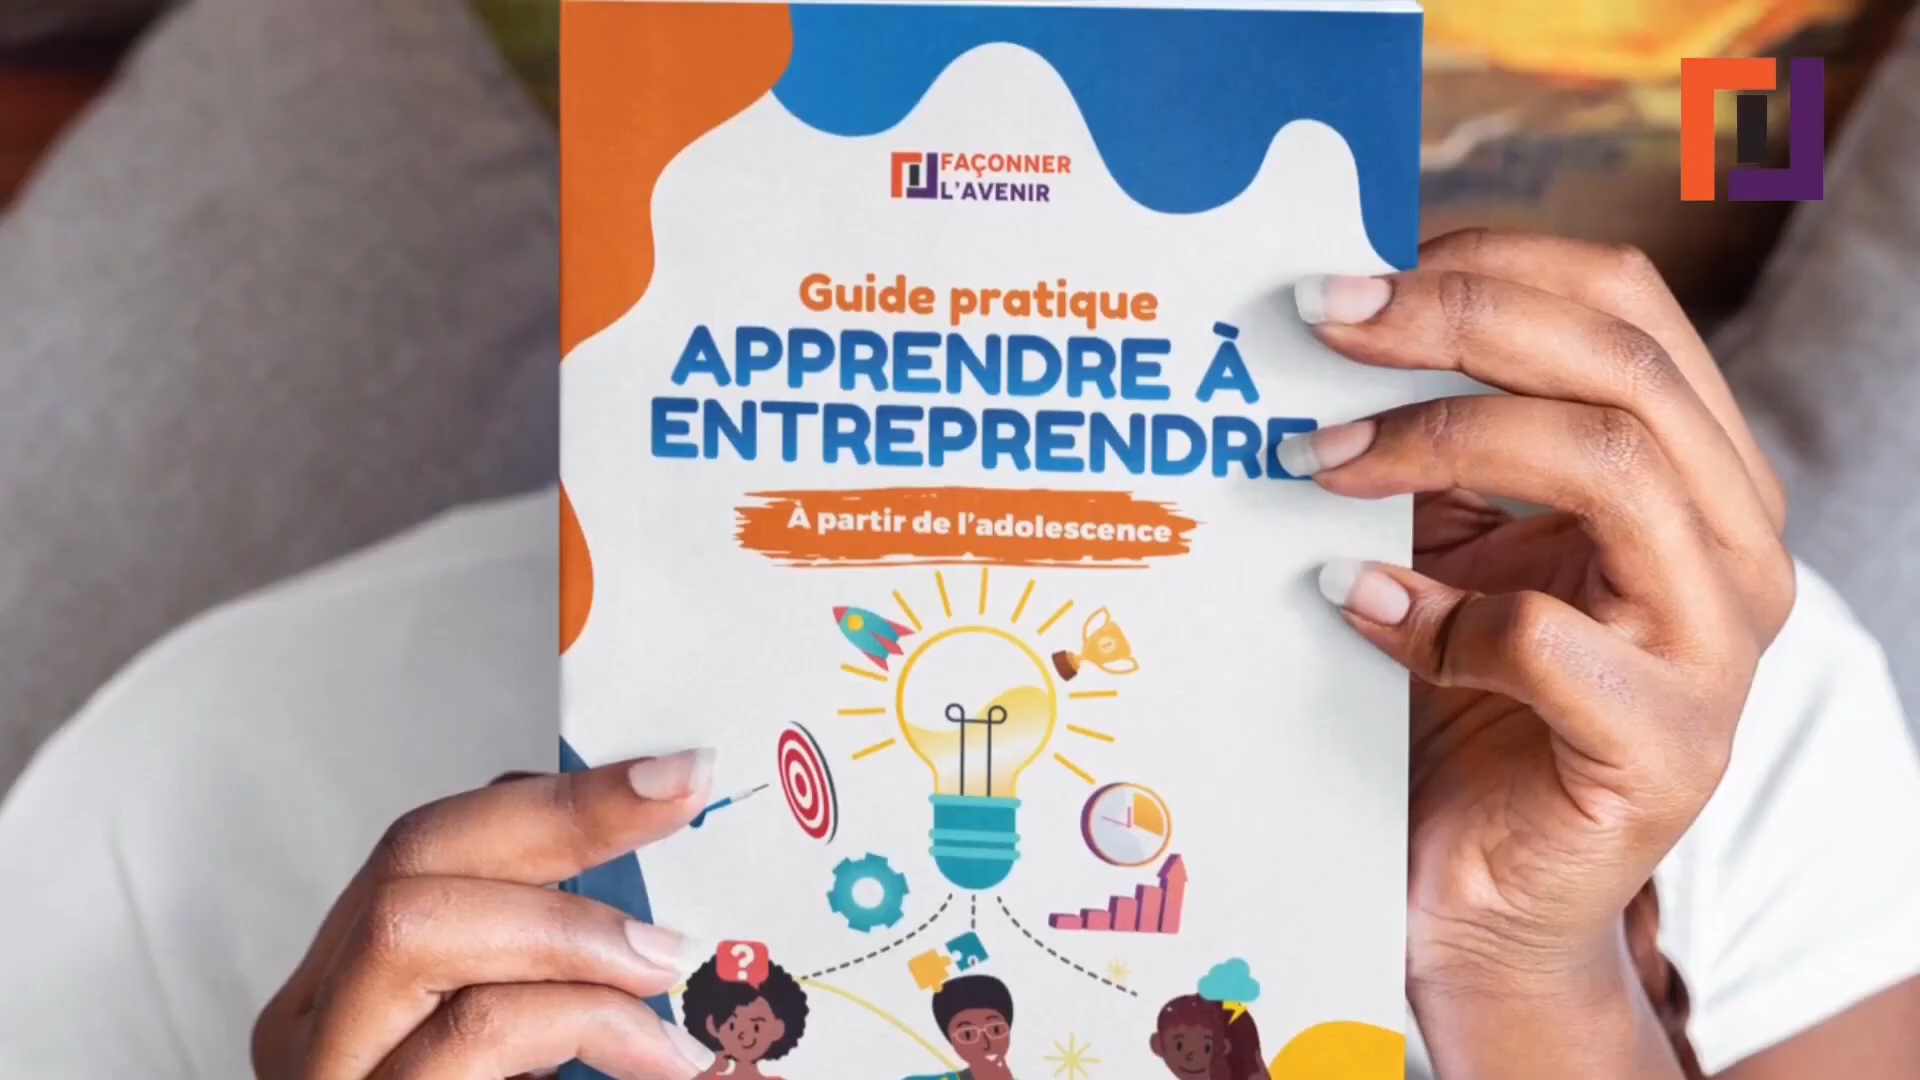 FAÇONNER
L'AVENIR
Guide pratique
APPRENDRE À
ENTREPRENDRE
À partir de l'adolescence
?